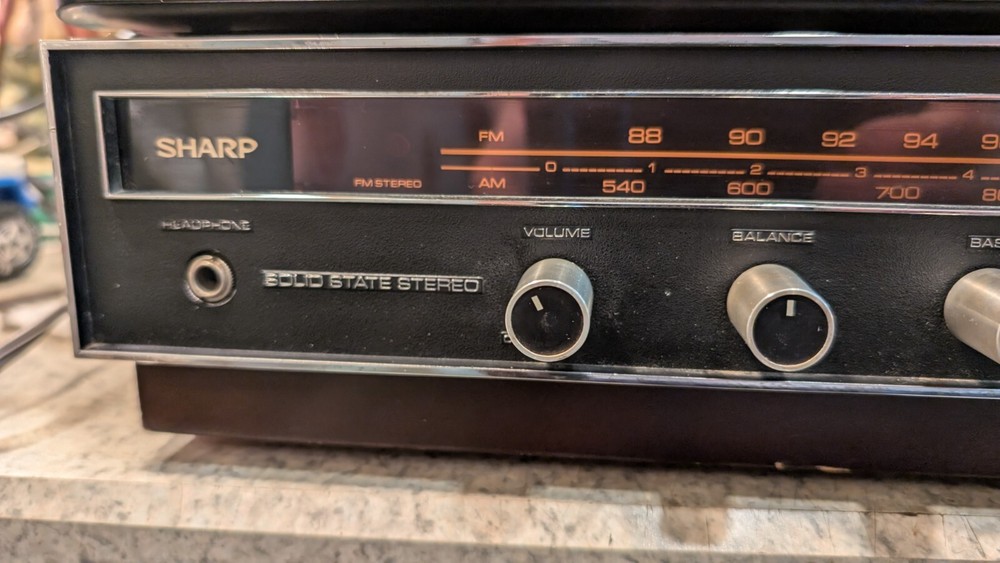 SHARP
FM 88 90 92 94
0 1 2 3 4
FM STEREO AM 540 600 700
HEADPHONE
VOLUME
BALANCE
SOLID STATE STEREO